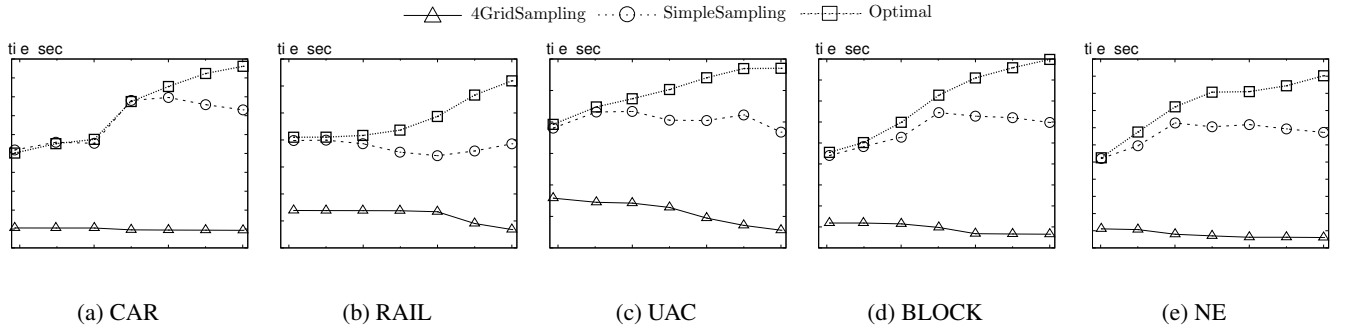 4GridSampling SimpleSampling Optimal
ti e sec ti e sec ti e sec ti e sec ti e sec
(a) CAR (b) RAIL (c) UAC (d) BLOCK (e) NE